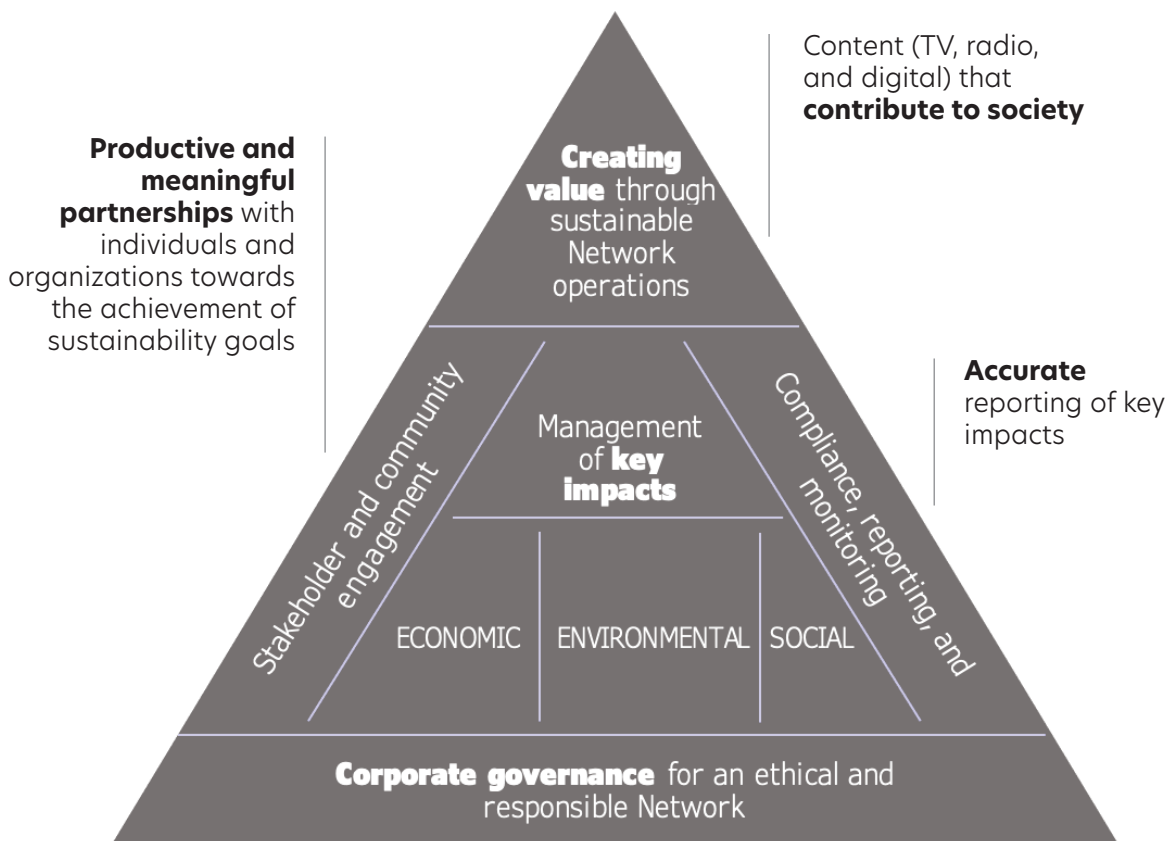 Content (TV, radio,
and digital) that
contribute to society
Productive and
meaningful
partnerships with
individuals and
organizations towards
the achievement of
sustainability goals
Creating
value through
sustainable
Network
operations
Accurate
reporting of key
impacts
Stakeholder and community
engagement
Management
of key
impacts
Compliance, reporting, and
monitoring
ECONOMIC
ENVIRONMENTAL
SOCIAL
Corporate governance for an ethical and
responsible Network